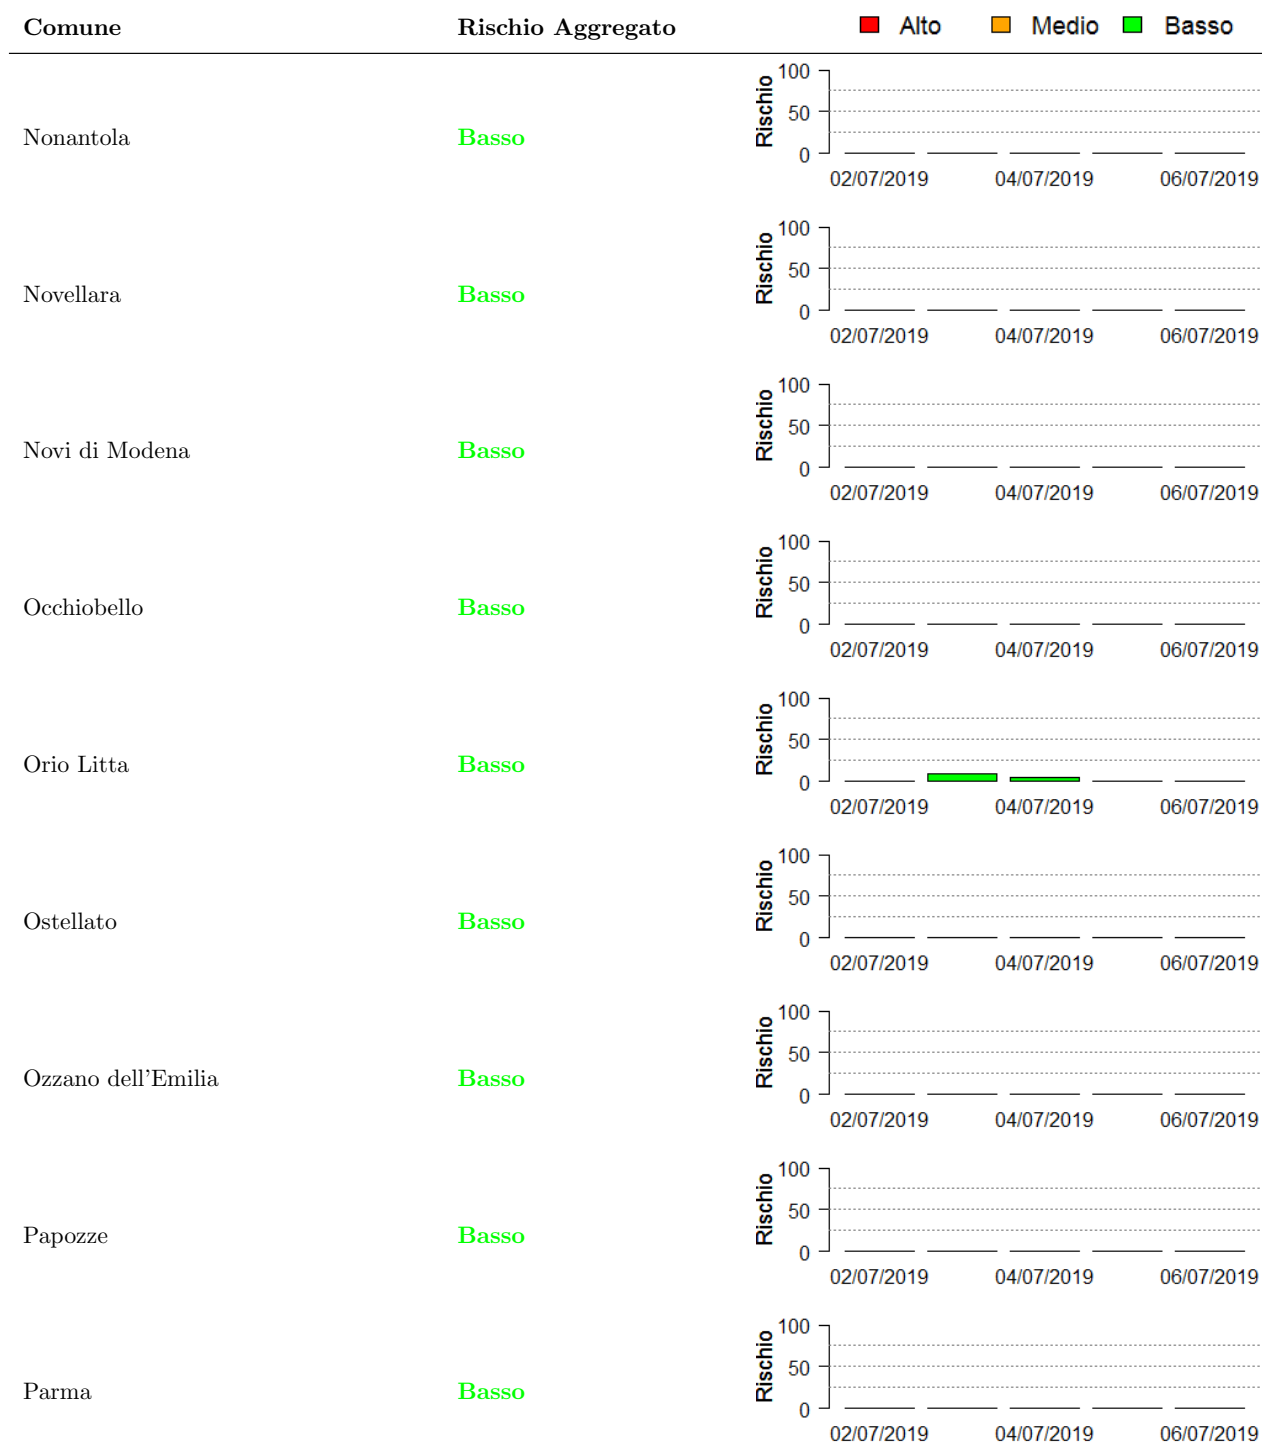 Comune Rischio Aggregato Alto Medio Basso
100
Rischio
50
Nonantola Basso
0
02/07/2019 04/07/2019 06/07/2019
100
Rischio
50
Novellara Basso
0
02/07/2019 04/07/2019 06/07/2019
100
Rischio
50
Novi di Modena Basso
0
02/07/2019 04/07/2019 06/07/2019
100
Rischio
50
Occhiobello Basso
0
02/07/2019 04/07/2019 06/07/2019
100
Rischio
50
Orio Litta Basso
0
02/07/2019 04/07/2019 06/07/2019
100
Rischio
50
Ostellato Basso
0
02/07/2019 04/07/2019 06/07/2019
100
Rischio
50
Ozzano dell'Emilia Basso
0
02/07/2019 04/07/2019 06/07/2019
100
Rischio
50
Papozze Basso
0
02/07/2019 04/07/2019 06/07/2019
100
Rischio
50
Parma Basso
0
02/07/2019 04/07/2019 06/07/2019